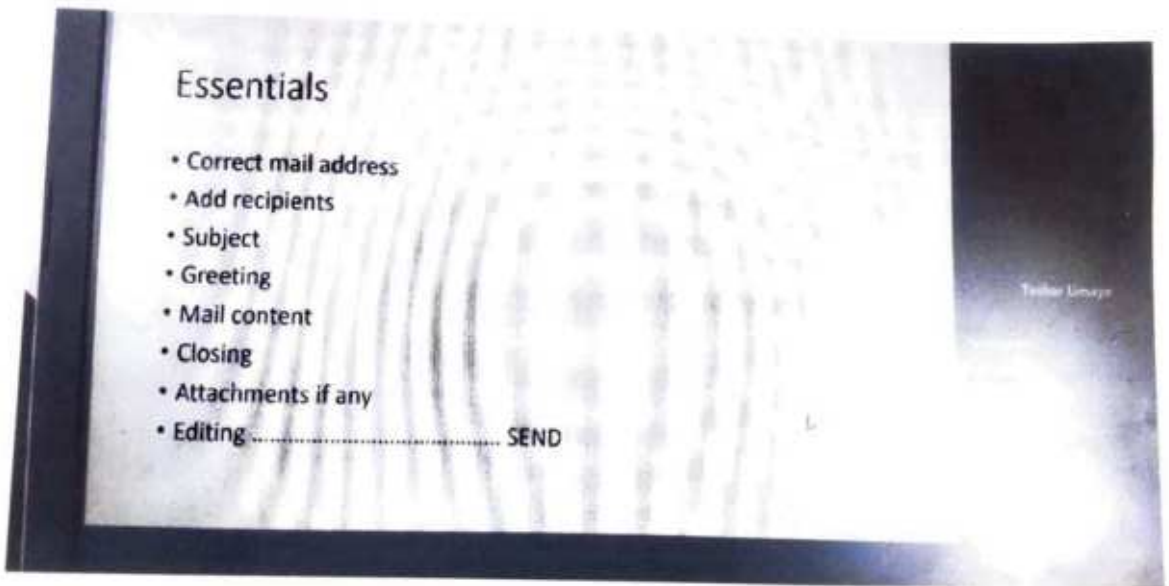 Essentials
• Correct mail address
• Add recipients
• Subject
• Greeting
• Mail content
• Closing
• Attachments if any
• Editing ........................................ SEND